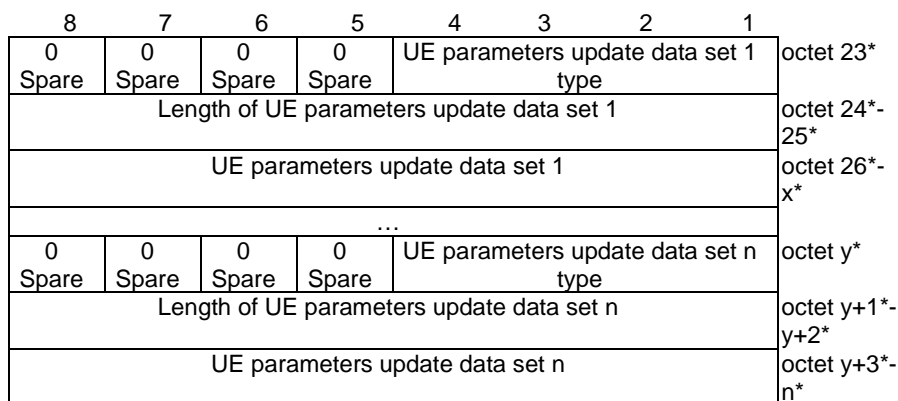 8 7 6 5 4 3 2 1
0 0 0 0 UE parameters update data set 1 octet 23*
Spare Spare Spare Spare type
Length of UE parameters update data set 1 octet 24*-
25*
UE parameters update data set 1 octet 26*-
x*
…
0 0 0 0 UE parameters update data set n octet y*
Spare Spare Spare Spare type
Length of UE parameters update data set n octet y+1*-
y+2*
UE parameters update data set n octet y+3*-
n*